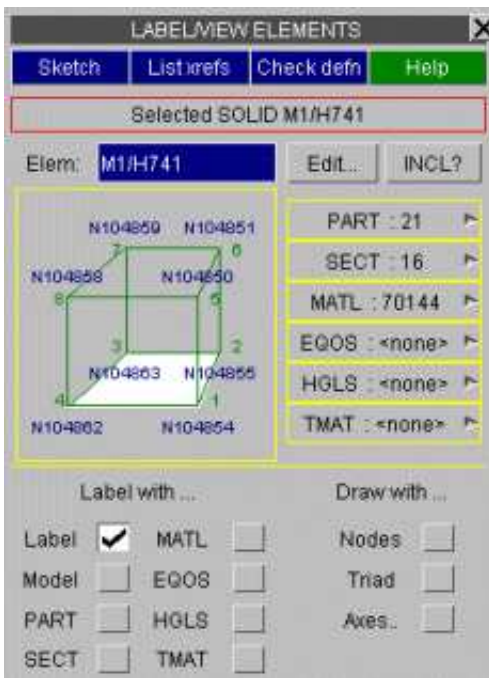 LABEL/VIEW ELEMENTS X
Sketch List xrefs Check defn Help
Selected SOLID M1/H741
Elem: M1/H741 Edit... INCL?
N104859 N104851 PART : 21
7 6
N104858 N104850 SECT : 16
8 5 MATL : 70144
3 2 EQOS : <none>
N104863 N104855 HGLS : <none>
4 1
N104862 N104854 TMAT : <none>
Label with ... Draw with ...
Label MATL Nodes
Model EQOS Triad
PART HGLS Axes..
SECT TMAT